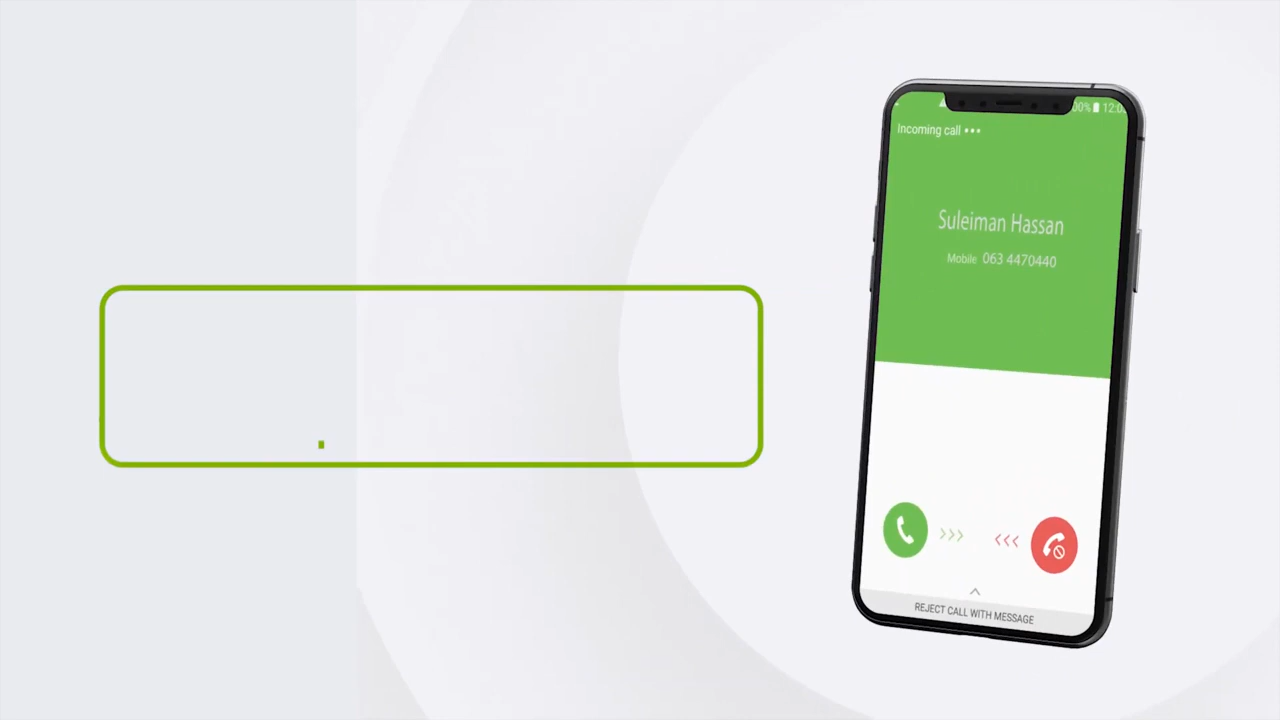 Incoming call •••
Suleiman Hassan
Mobile 063 4470440
REJECT CALL WITH MESSAGE